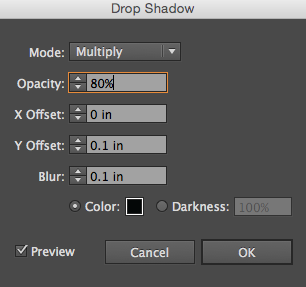 Drop Shadow
Mode: Multiply
Opacity: 80%
X Offset: 0 in
Y Offset: 0.1 in
Blur: 0.1 in
Color: Darkness: 100%
Preview Cancel OK